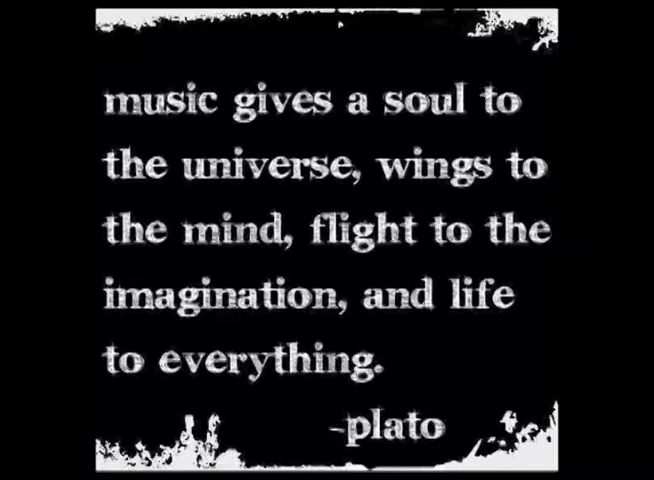 music gives a soul to
the universe, wings to
the mind, flight to the
imagination, and life
to everything.
-plato